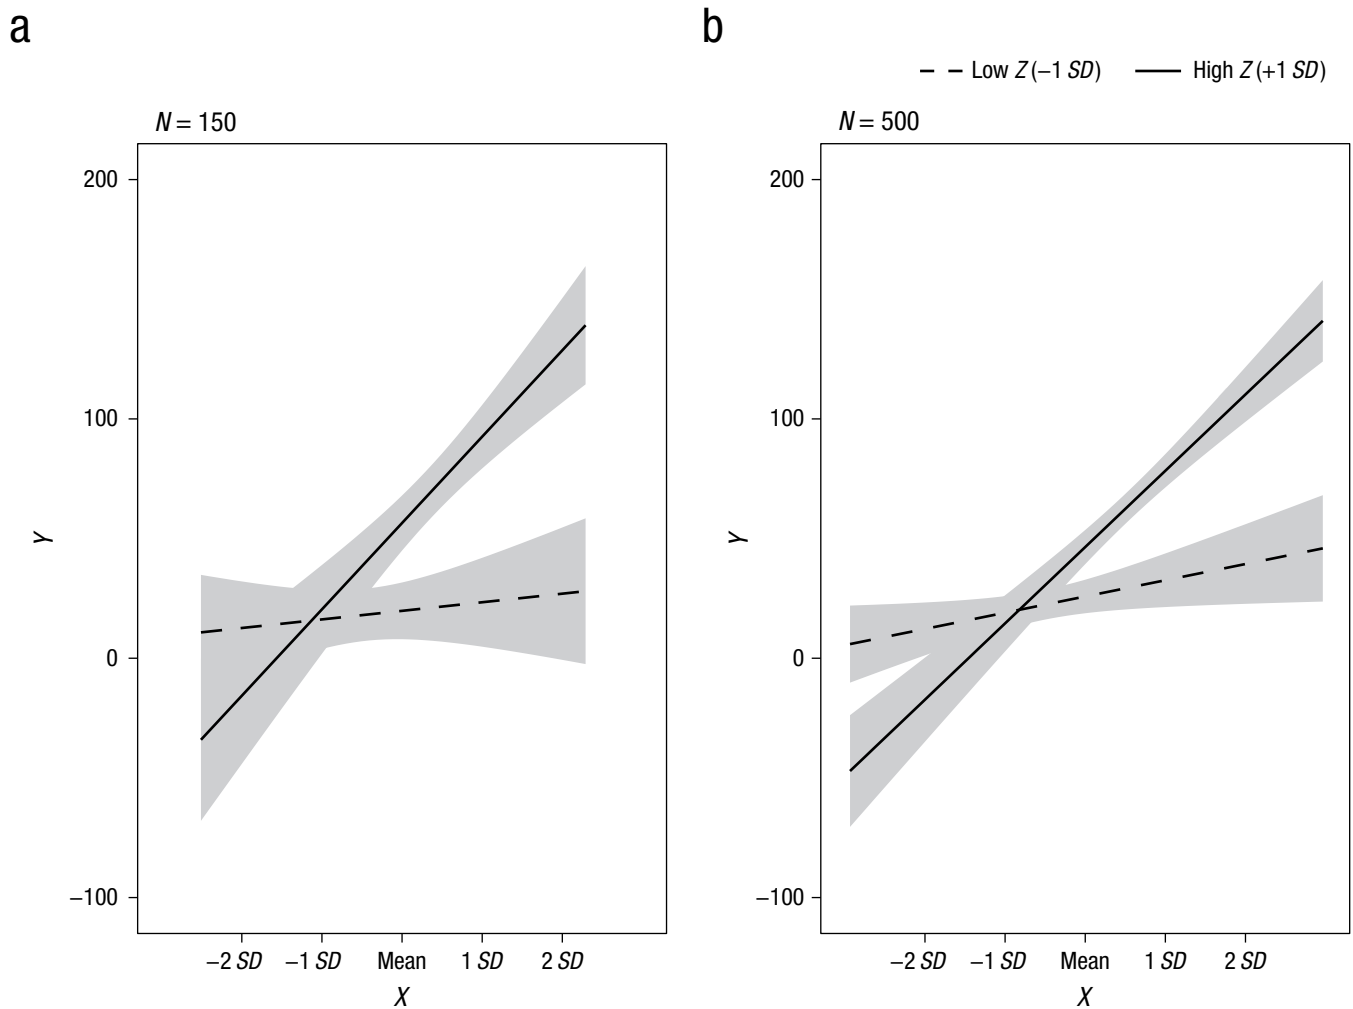 a
b
Low Z (−1 SD)
High Z (+1 SD)
N = 150
N = 500
200
100
0
−100
Y
−2 SD
−1 SD
Mean
1 SD
2 SD
X
200
100
0
−100
Y
−2 SD
−1 SD
Mean
1 SD
2 SD
X